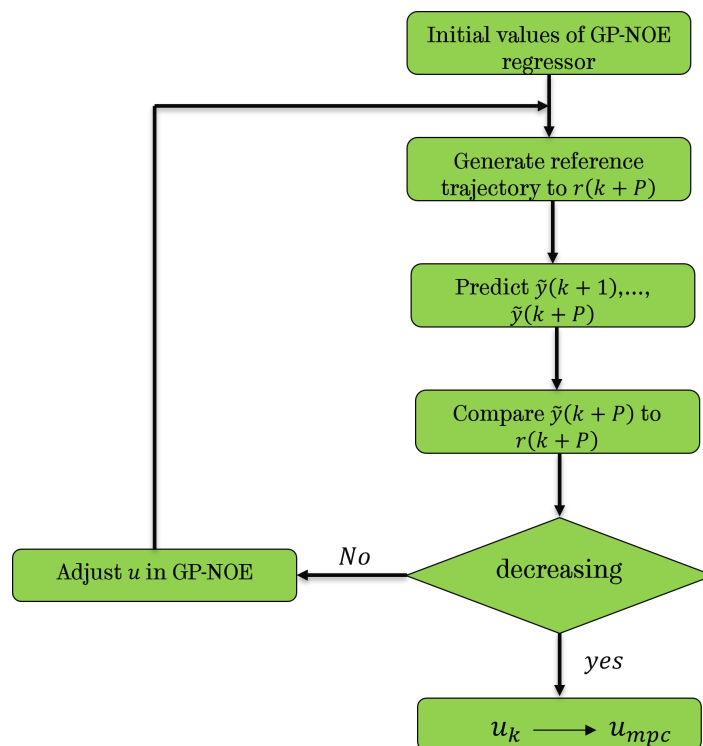 Initial values of GP-NOE
regressor
Generate reference
trajectory to r(k + P)
Predict ỹ(k + 1),...,
ỹ(k + P)
Compare ỹ(k + P) to
r(k + P)
decreasing
No
Adjust u in GP-NOE
yes
u_k ⟶ u_mpc